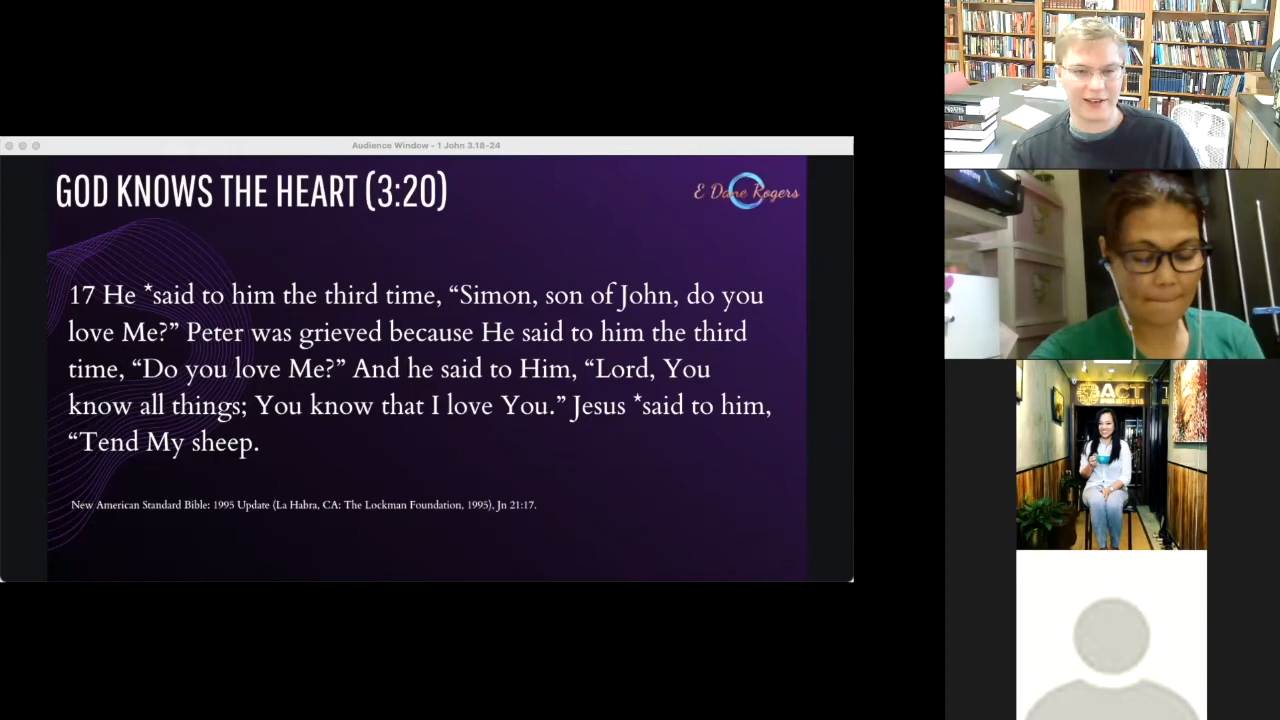 Audience Window - 1 John 3.18-24
GOD KNOWS THE HEART (3:20)
E Dane Rogers
17 He *said to him the third time, “Simon, son of John, do you
love Me?” Peter was grieved because He said to him the third
time, “Do you love Me?” And he said to Him, “Lord, You
know all things; You know that I love You.” Jesus *said to him,
“Tend My sheep.
New American Standard Bible: 1995 Update (La Habra, CA: The Lockman Foundation, 1995), Jn 21:17.
ACT